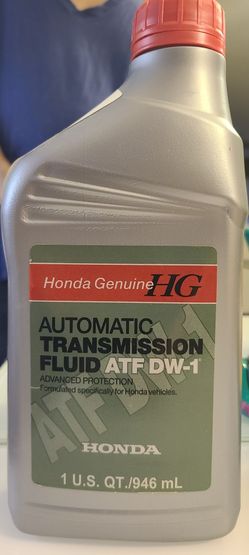 Honda Genuine HG
AUTOMATIC
TRANSMISSION
FLUID ATF DW-1
ADVANCED PROTECTION
Formulated specifically for Honda vehicles.
ATF DW-1
HONDA
1 U.S. QT./946 mL